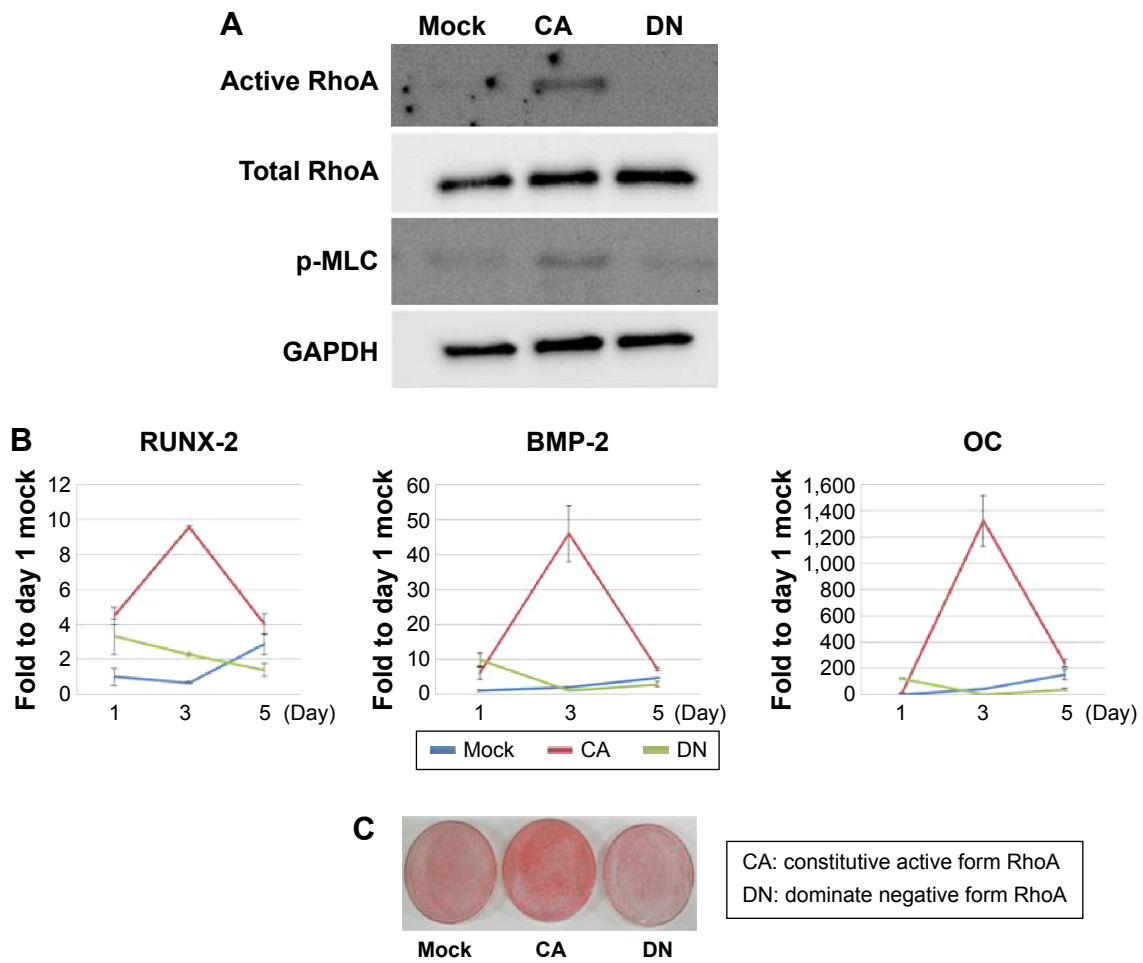 A
Mock CA DN
Active RhoA
Total RhoA
p-MLC
GAPDH
B
RUNX-2
Fold to day 1 mock
12
10
8
6
4
2
0
1 3 5 (Day)
BMP-2
Fold to day 1 mock
60
50
40
30
20
10
0
1 3 5 (Day)
OC
Fold to day 1 mock
1,600
1,400
1,200
1,000
800
600
400
200
0
1 3 5 (Day)
Mock CA DN
C
Mock CA DN
CA: constitutive active form RhoA
DN: dominate negative form RhoA